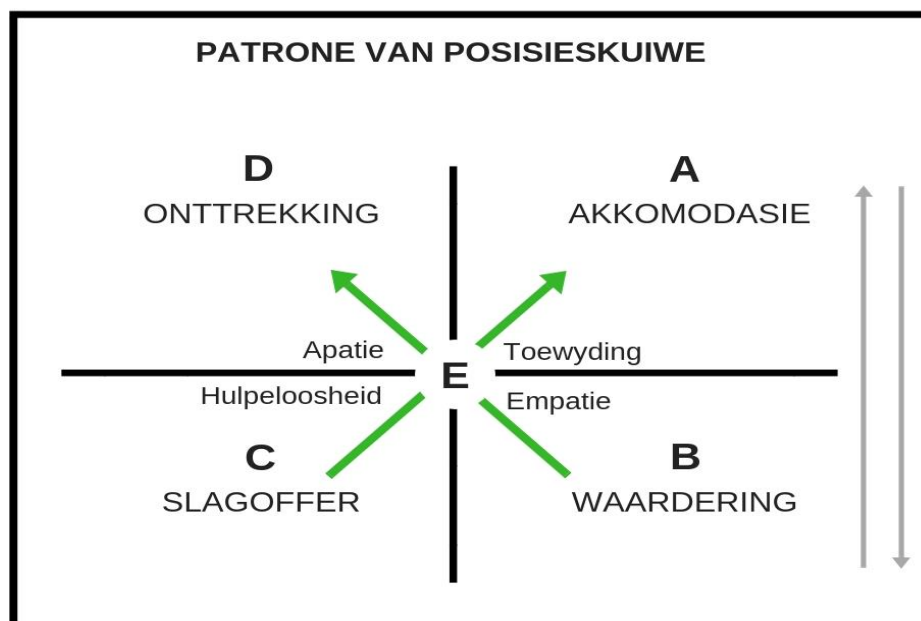 PATRONE VAN POSISIESKUIWE
D
ONTTREKKING
A
AKKOMODASIE
Apatie
Toewyding
E
Hulpeloosheid
Empatie
C
SLAGOFFER
B
WAARDERING